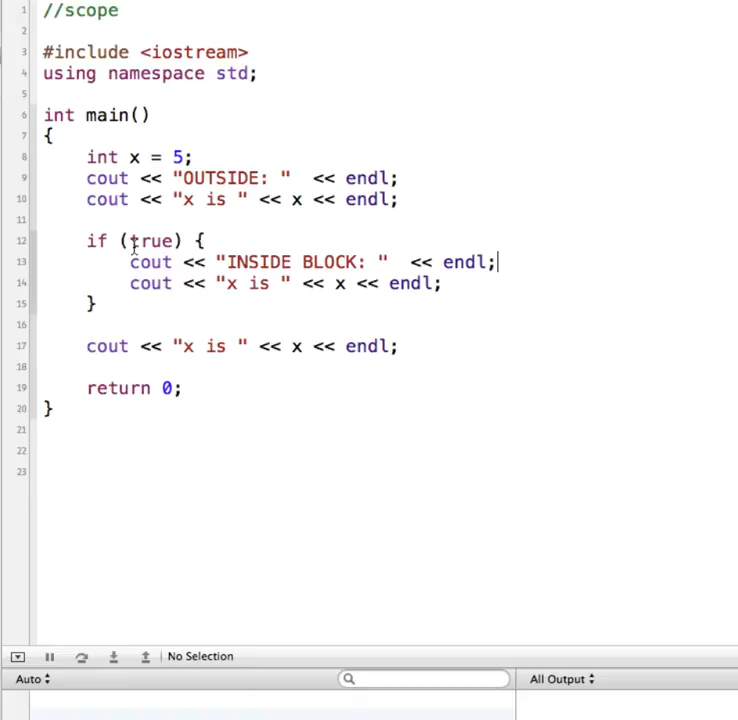 1 //scope
2
3 #include <iostream>
4 using namespace std;
5
6 int main()
7 {
8     int x = 5;
9     cout << "OUTSIDE: "  << endl;
10     cout << "x is " << x << endl;
11
12     if (true) {
13         cout << "INSIDE BLOCK: "  << endl;
14         cout << "x is " << x << endl;
15     }
16
17     cout << "x is " << x << endl;
18
19     return 0;
20 }
21
22
23
No Selection
Auto All Output